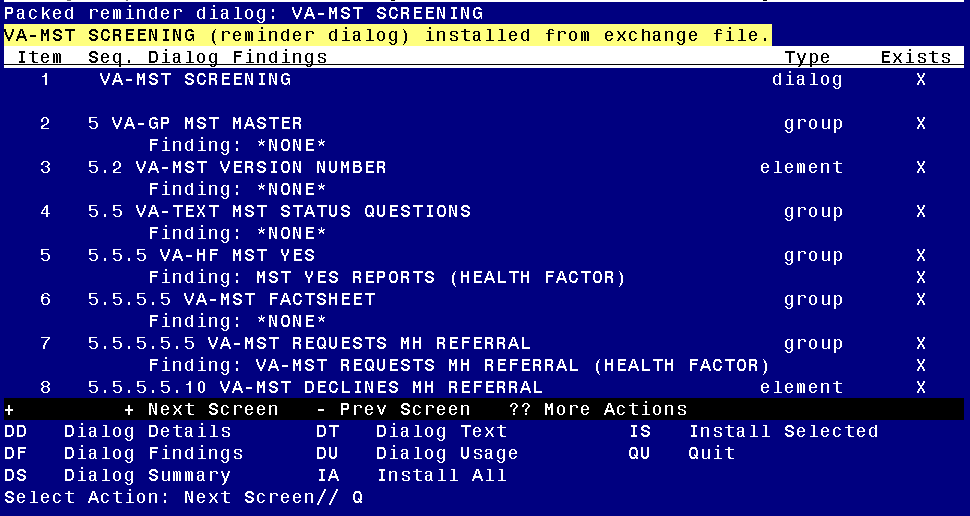 Packed reminder dialog: VA-MST SCREENING
VA-MST SCREENING (reminder dialog) installed from exchange file.
Item Seq. Dialog Findings Type Exists
1 VA-MST SCREENING dialog X
2 5 VA-GP MST MASTER group X
Finding: *NONE*
3 5.2 VA-MST VERSION NUMBER element X
Finding: *NONE*
4 5.5 VA-TEXT MST STATUS QUESTIONS group X
Finding: *NONE*
5 5.5.5 VA-HF MST YES group X
Finding: MST YES REPORTS (HEALTH FACTOR) X
6 5.5.5.5 VA-MST FACTSHEET group X
Finding: *NONE*
7 5.5.5.5.5 VA-MST REQUESTS MH REFERRAL group X
Finding: VA-MST REQUESTS MH REFERRAL (HEALTH FACTOR) X
8 5.5.5.5.10 VA-MST DECLINES MH REFERRAL element X
+ + Next Screen - Prev Screen ?? More Actions
DD Dialog Details DT Dialog Text IS Install Selected
DF Dialog Findings DU Dialog Usage QU Quit
DS Dialog Summary IA Install All
Select Action: Next Screen// Q